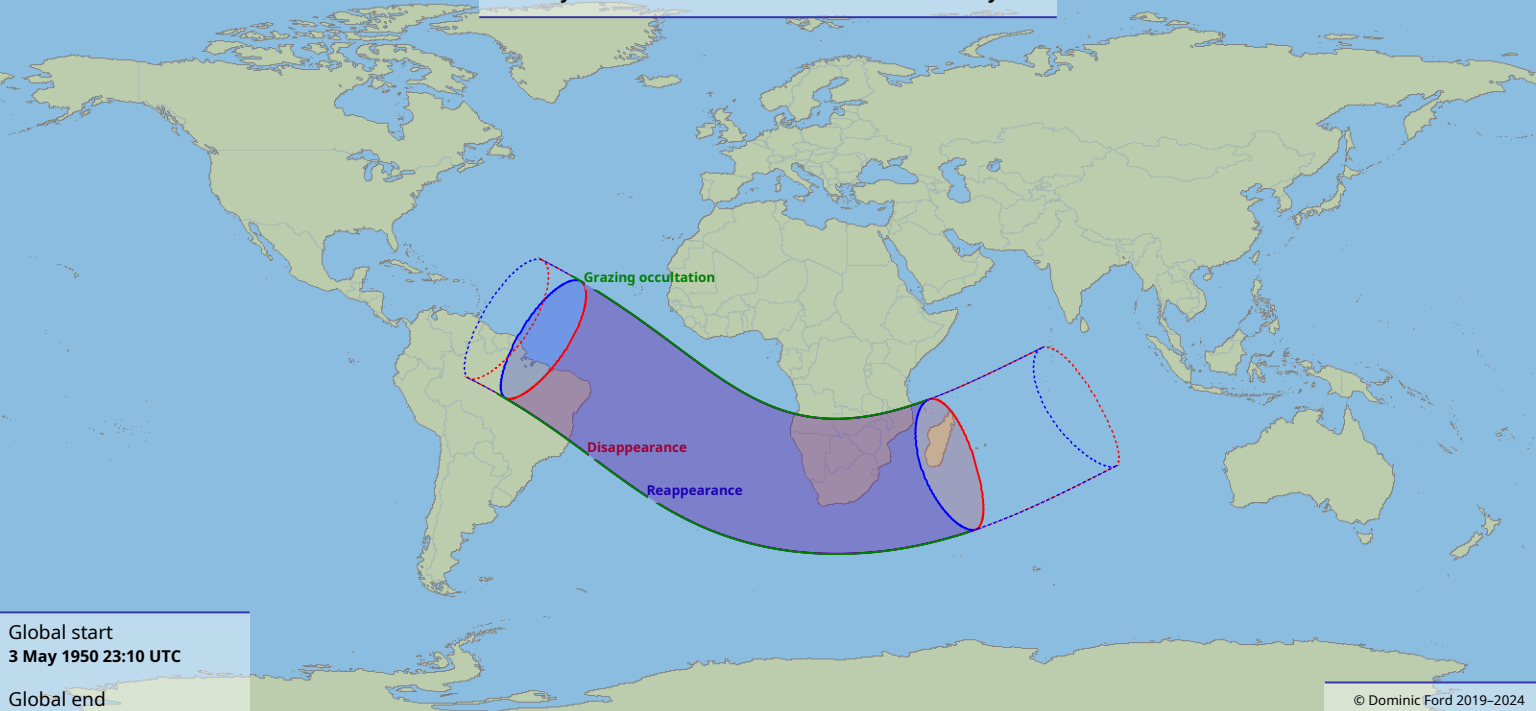 Grazing occultation
Disappearance
Reappearance
Global start
3 May 1950 23:10 UTC
Global end
© Dominic Ford 2019–2024